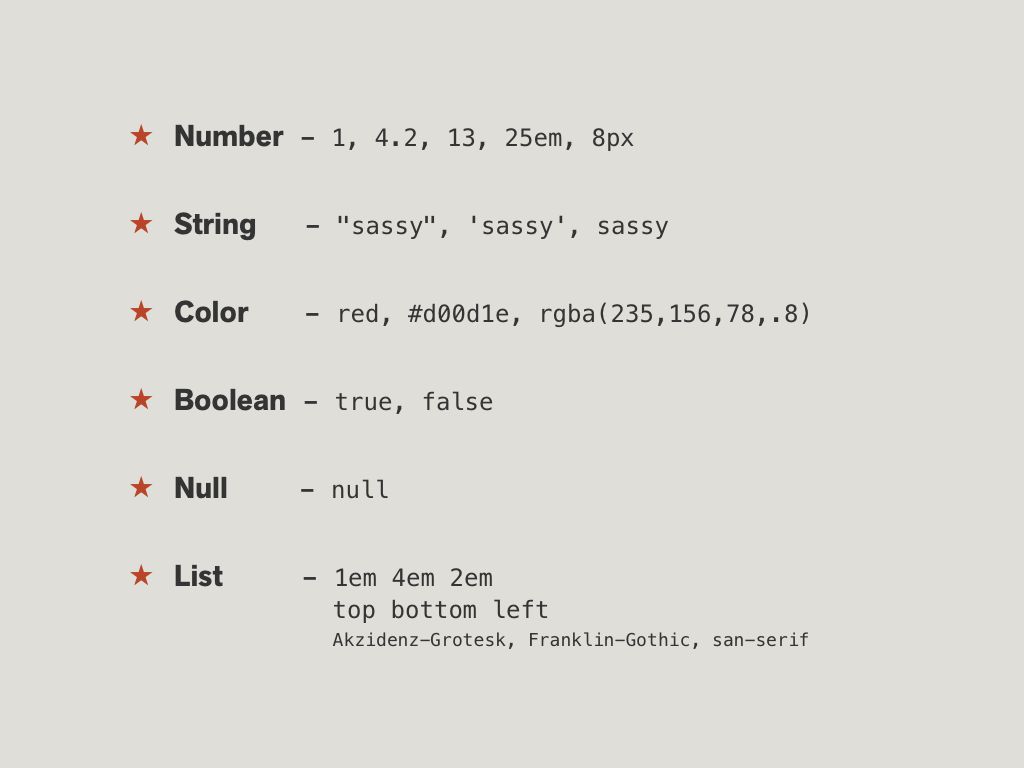 ★ Number – 1, 4.2, 13, 25em, 8px
★ String – "sassy", 'sassy', sassy
★ Color – red, #d00d1e, rgba(235,156,78,.8)
★ Boolean – true, false
★ Null – null
★ List – 1em 4em 2em
top bottom left
Akzidenz-Grotesk, Franklin-Gothic, san-serif